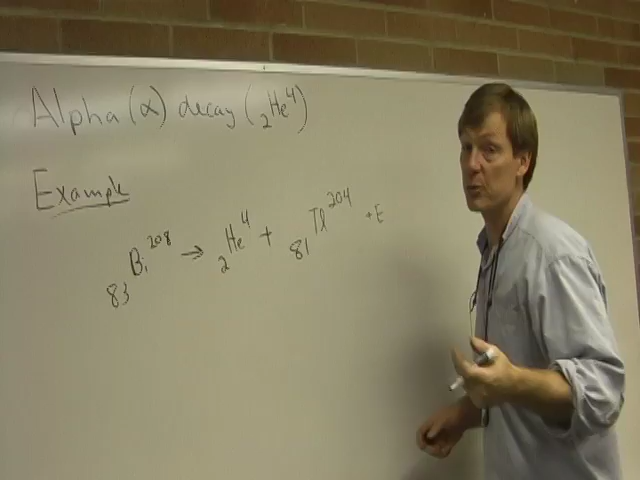 Alpha (α) decay (₂He⁴)
Example
₈₃Bi²⁰⁸ → ₂He⁴ + ₈₁Tl²⁰⁴ + E